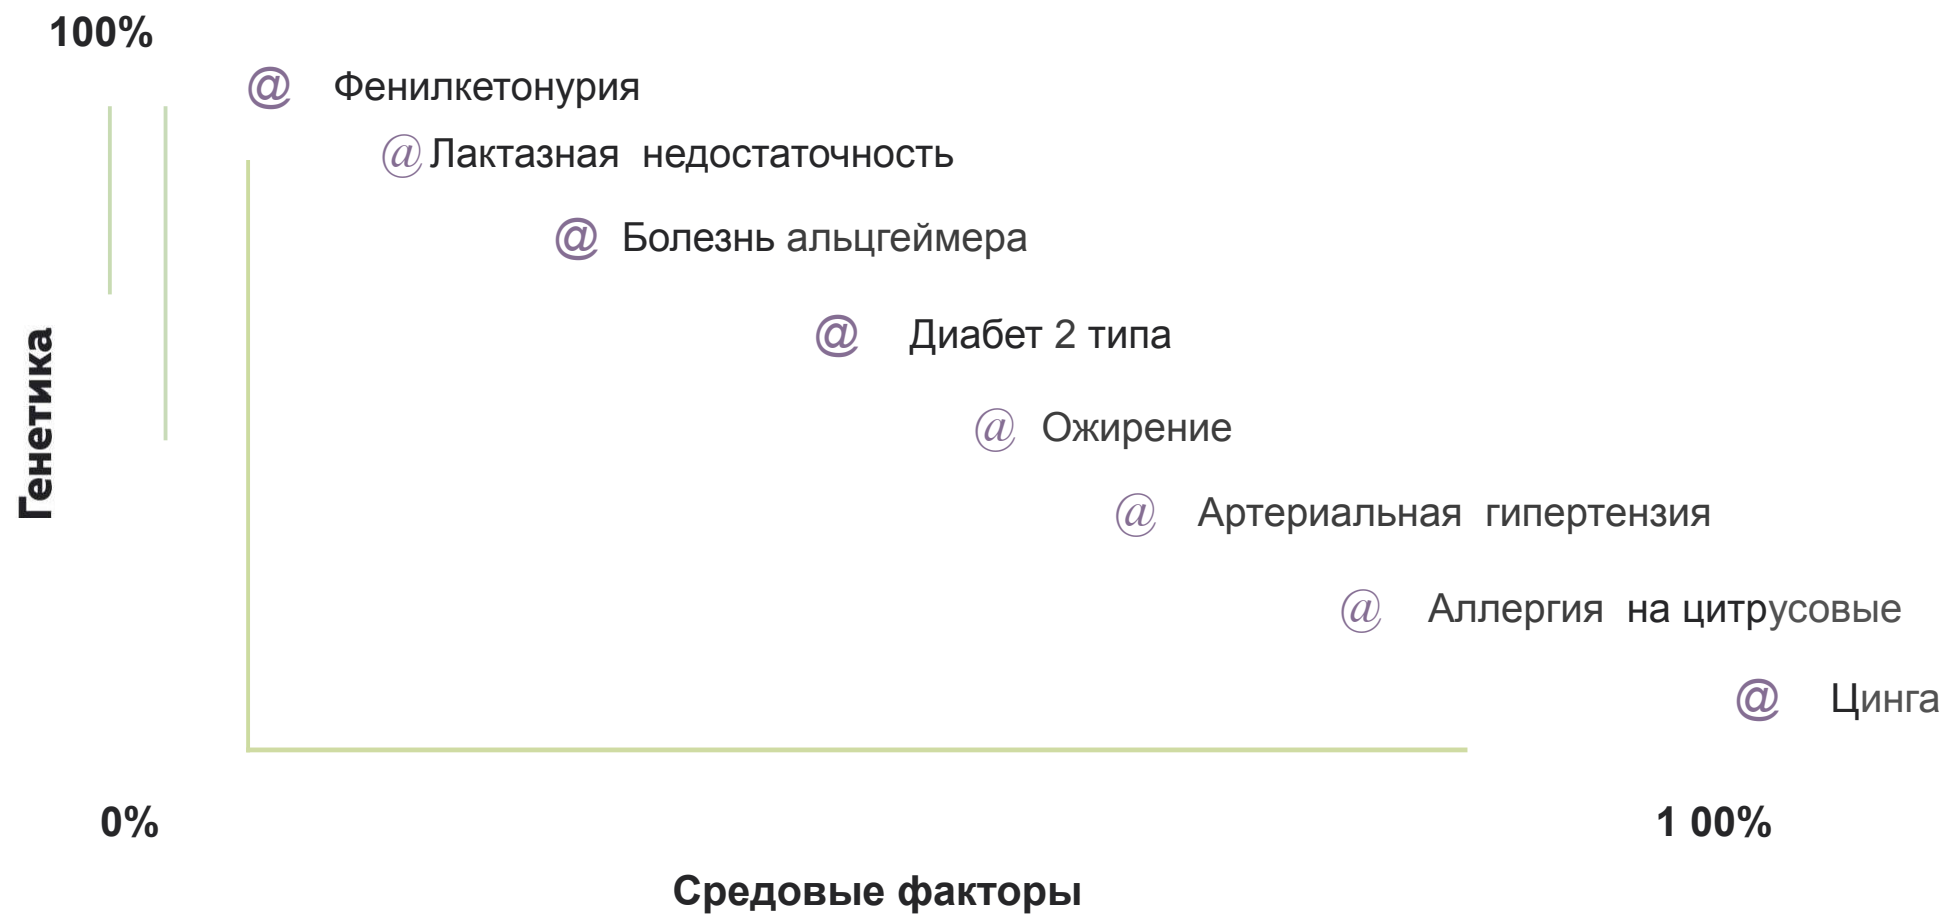 100%
@ Фенилкетонурия
@ Лактазная недостаточность
@ Болезнь альцгеймера
@ Диабет 2 типа
@ Ожирение
@ Артериальная гипертензия
@ Аллергия на цитрусовые
@ Цинга
Генетика
0%
1 00%
Средовые факторы